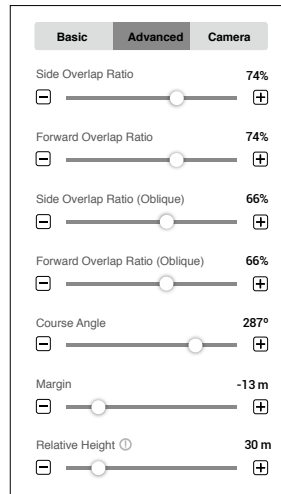 Basic Advanced Camera
Side Overlap Ratio 74%
Forward Overlap Ratio 74%
Side Overlap Ratio (Oblique) 66%
Forward Overlap Ratio (Oblique) 66%
Course Angle 287º
Margin -13 m
Relative Height 30 m